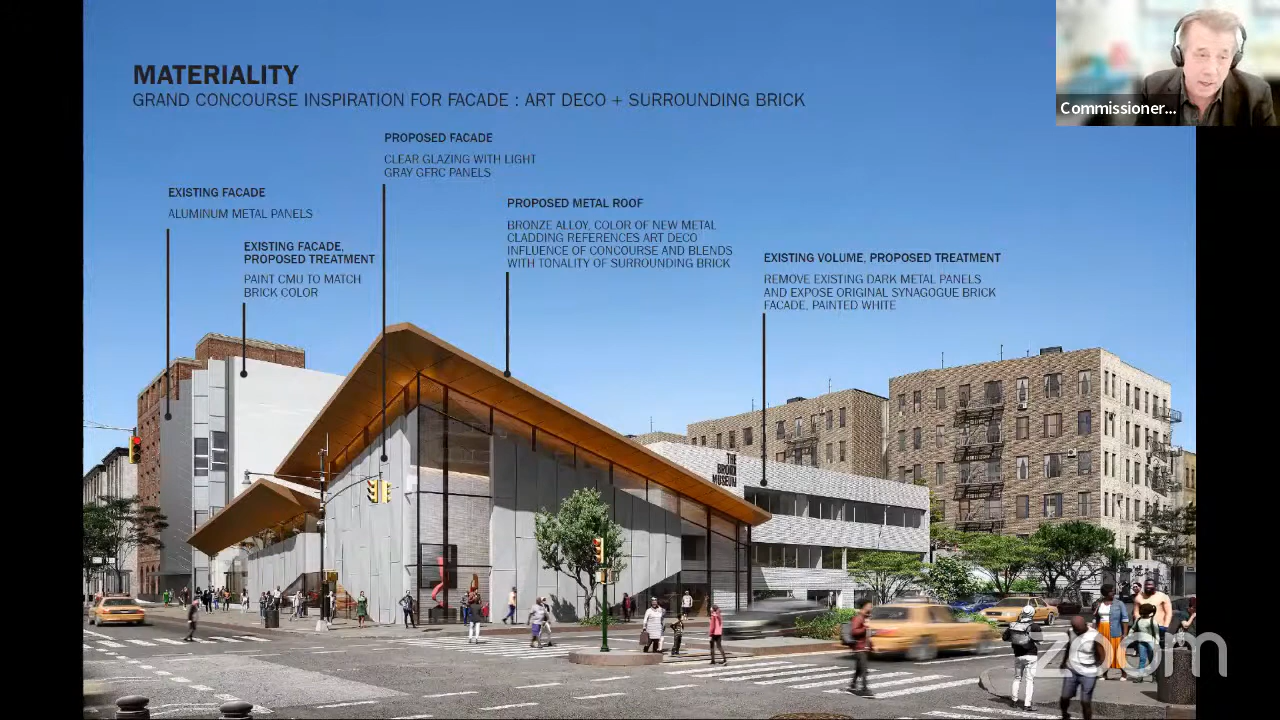 MATERIALITY
GRAND CONCOURSE INSPIRATION FOR FACADE : ART DECO + SURROUNDING BRICK
Commissioner...
PROPOSED FACADE
CLEAR GLAZING WITH LIGHT
GRAY GFRC PANELS
EXISTING FACADE
ALUMINUM METAL PANELS
PROPOSED METAL ROOF
BRONZE ALLOY, COLOR OF NEW METAL
CLADDING REFERENCES ART DECO
INFLUENCE OF CONCOURSE AND BLENDS
WITH TONALITY OF SURROUNDING BRICK
EXISTING FACADE,
PROPOSED TREATMENT
PAINT CMU TO MATCH
BRICK COLOR
EXISTING VOLUME, PROPOSED TREATMENT
REMOVE EXISTING DARK METAL PANELS
AND EXPOSE ORIGINAL SYNAGOGUE BRICK
FACADE, PAINTED WHITE
THE
BRONX
MUSEUM
zoom